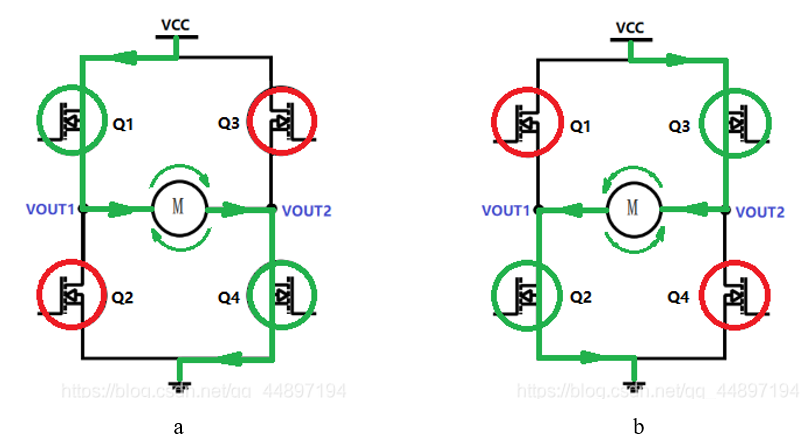 VCC
Q1
Q3
VOUT1
M
VOUT2
Q2
Q4
https://blog.csdn.net/qq_44897194
a
VCC
Q1
Q3
VOUT1
M
VOUT2
Q2
Q4
https://blog.csdn.net/qq_44897194
b